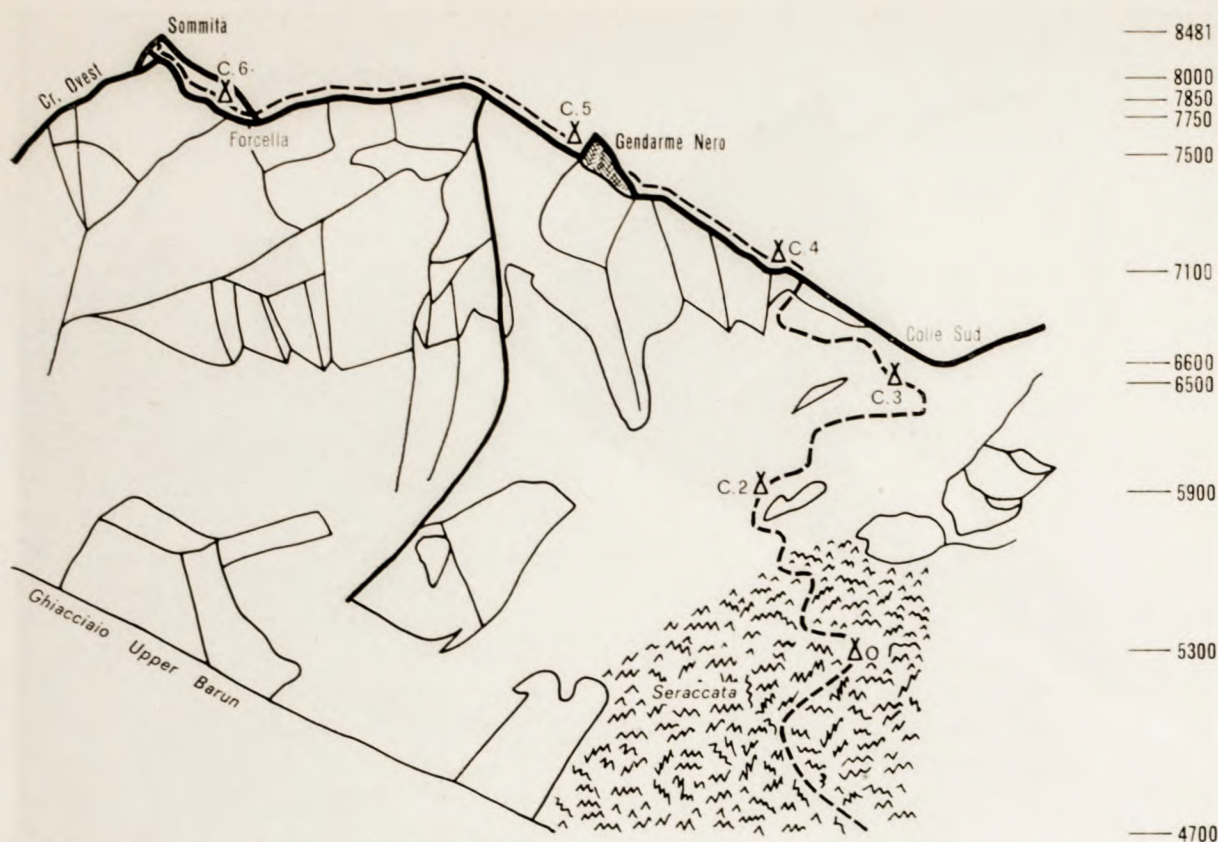 Sommità
8481
C.6.
8000
Cr. Ovest
7850
7750
C.5
Forcella
Gendarme Nero
7500
C.4
7100
Colle Sud
6600
6500
C.3
C.2
5900
Ghiacciaio Upper Barun
5300
O
Seraccata
4700